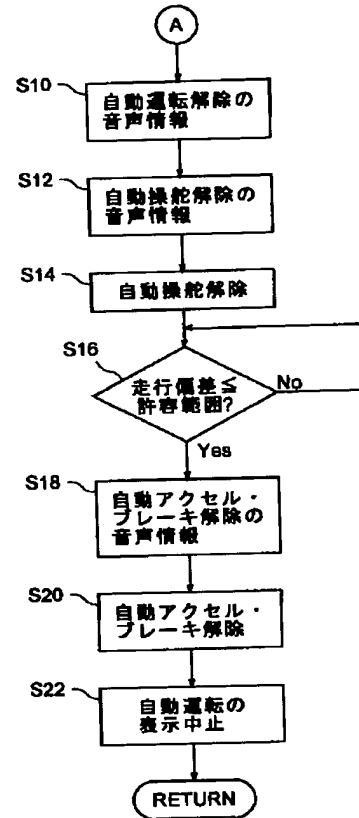 A
S10
自動運転解除の
音声情報
S12
自動操舵解除の
音声情報
S14
自動操舵解除
S16
走行偏差≦
許容範囲?
No
Yes
S18
自動アクセル・
ブレーキ解除の
音声情報
S20
自動アクセル・
ブレーキ解除
S22
自動運転の
表示中止
RETURN